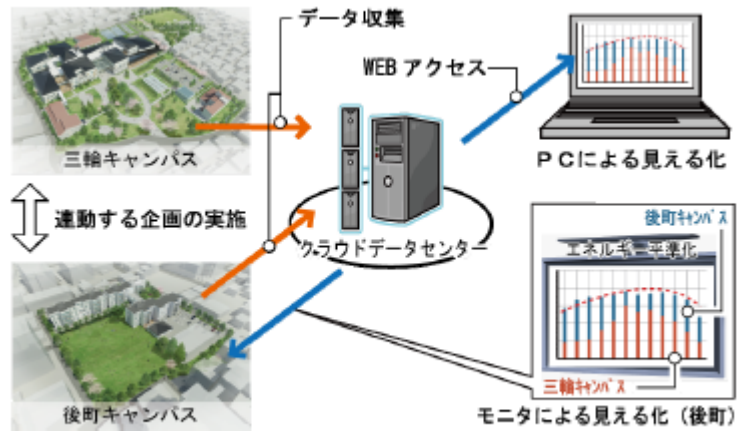 データ収集
WEB アクセス
三輪キャンパス
PCによる見える化
連動する企画の実施
クラウドデータセンター
後町キャンパス
エネルギー平準化
三輪キャンパス
後町キャンパス
モニタによる見える化（後町）